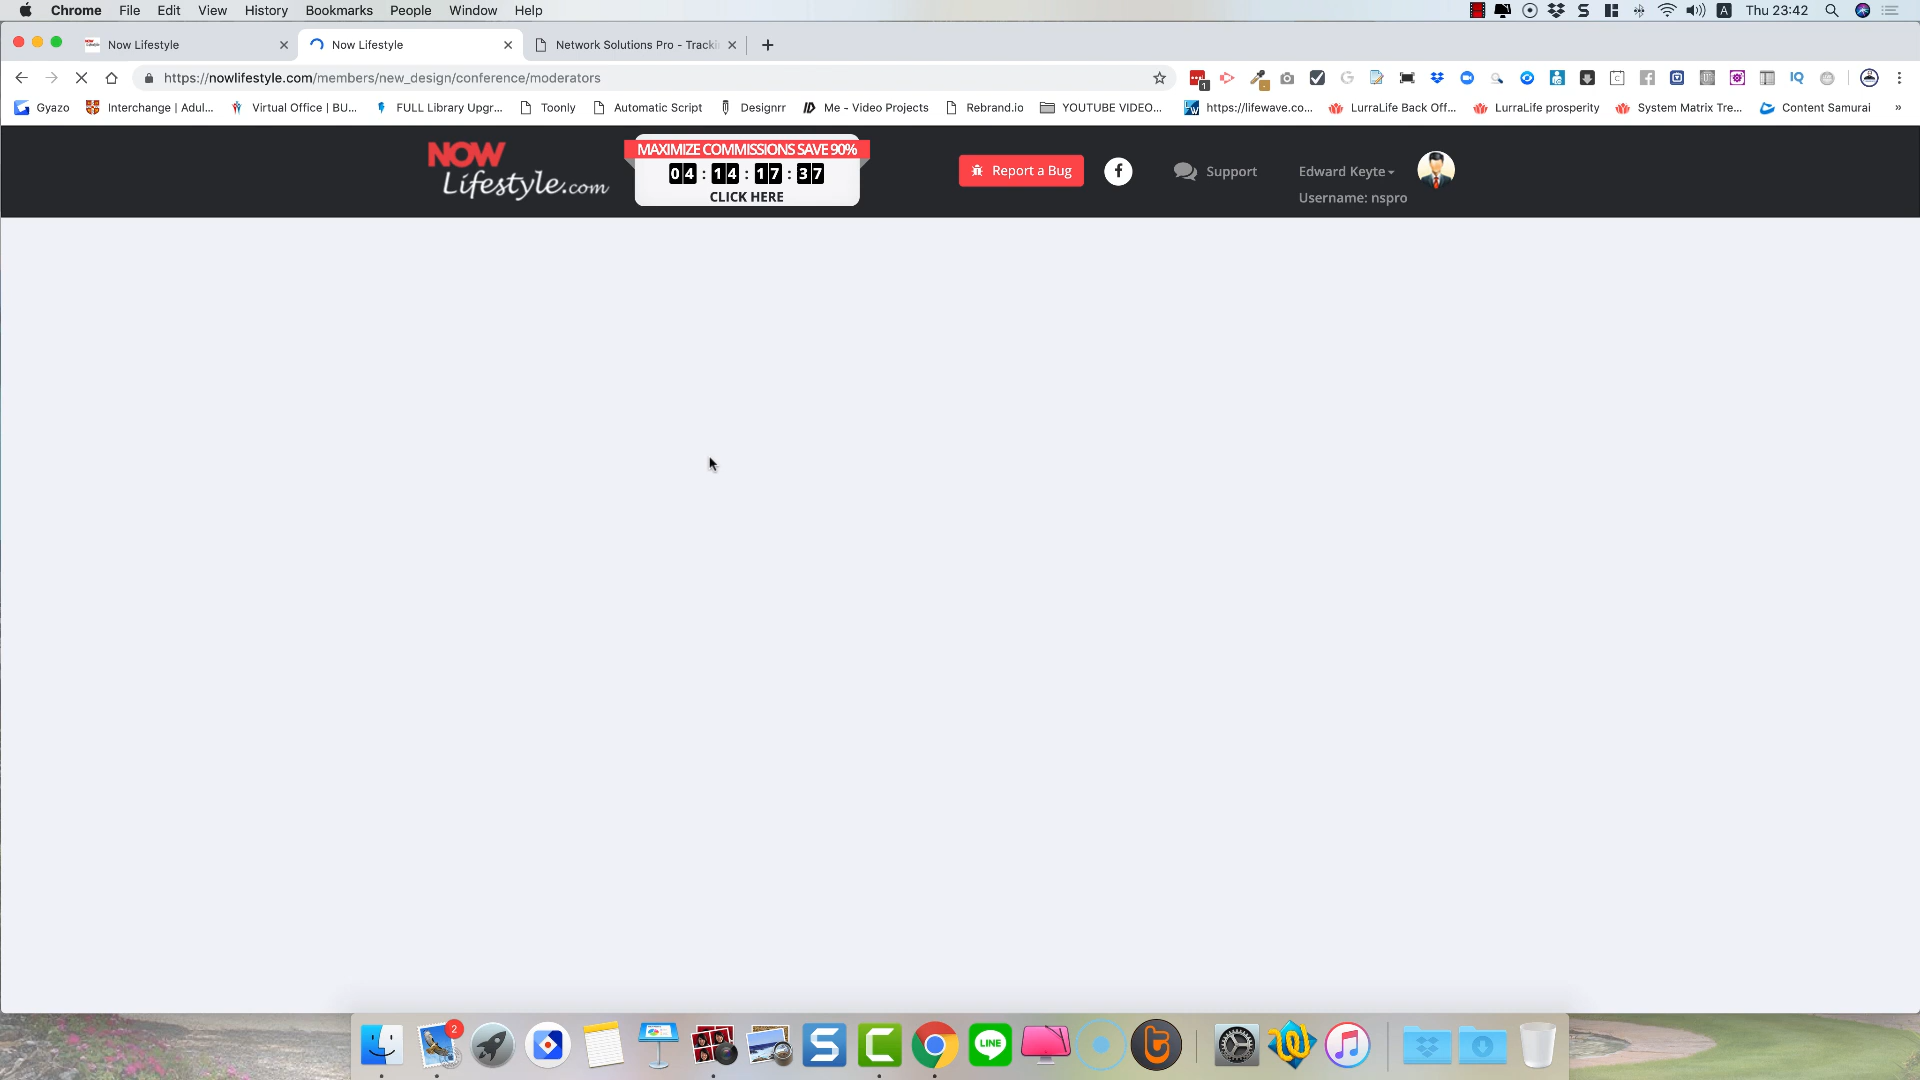 Chrome File Edit View History Bookmarks People Window Help A Thu 23:42
Now Lifestyle Now Lifestyle Network Solutions Pro - Tracki
https://nowlifestyle.com/members/new_design/conference/moderators 1 G IQ
Gyazo Interchange | Adul... Virtual Office | BU... FULL Library Upgr... Toonly Automatic Script Designrr Me - Video Projects Rebrand.io YOUTUBE VIDEO... https://lifewave.co... LurraLife Back Off... LurraLife prosperity System Matrix Tre... Content Samurai »
NOW
Lifestyle.com
MAXIMIZE COMMISSIONS SAVE 90%
04 : 14 : 17 : 37
CLICK HERE
Report a Bug
f
Support
Edward Keyte
Username: nspro
2
S
C
LINE